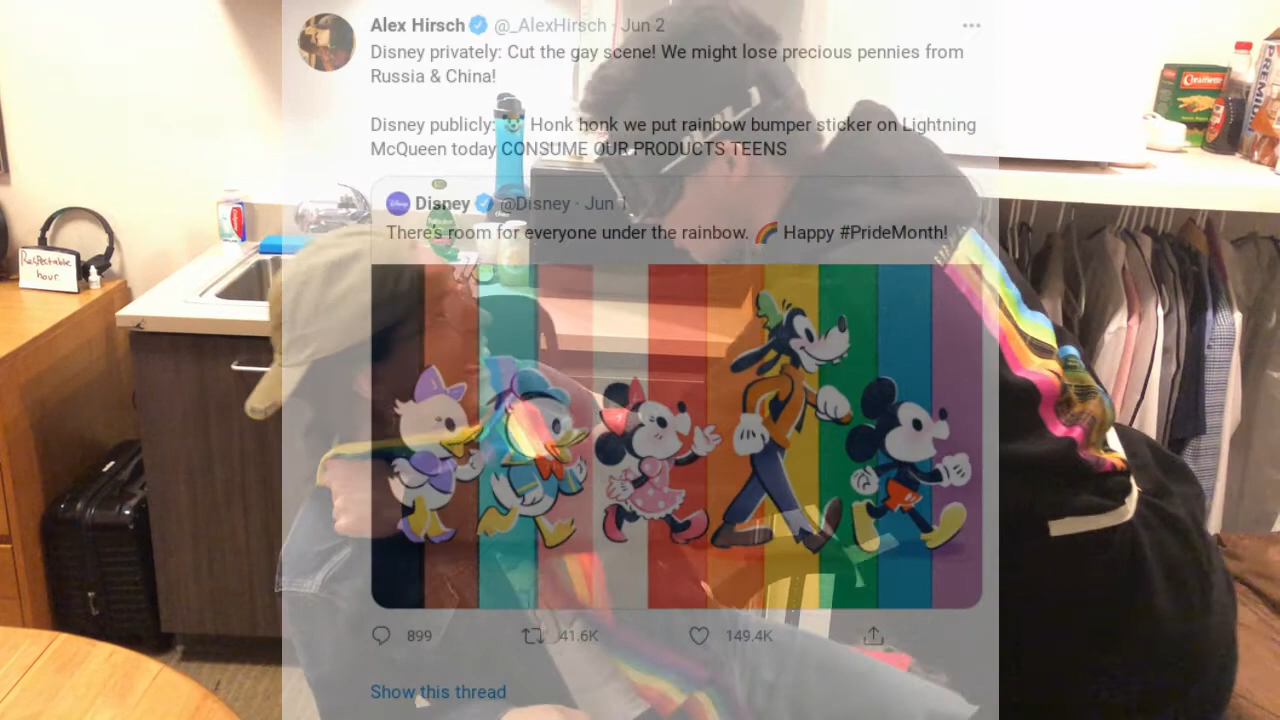 Alex Hirsch @_AlexHirsch · Jun 2
Disney privately: Cut the gay scene! We might lose precious pennies from
Russia & China!
Disney publicly: Honk honk we put rainbow bumper sticker on Lightning
McQueen today CONSUME OUR PRODUCTS TEENS
Disney @Disney · Jun 1
There's room for everyone under the rainbow. 🌈 Happy #PrideMonth!
899 41.6K 149.4K
Show this thread
Respectable
hour
Creamette
PREMIUM